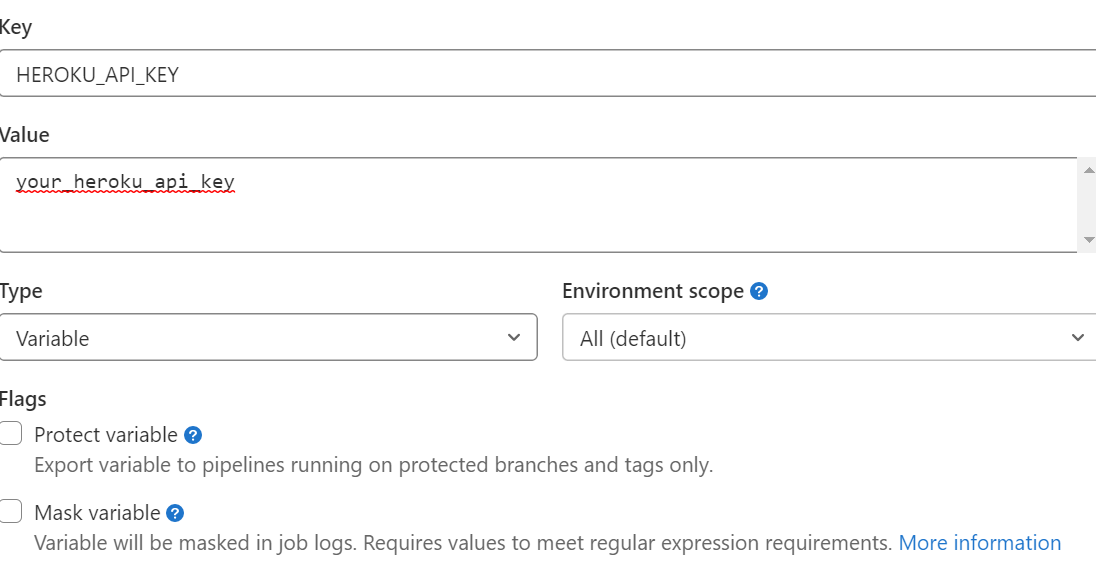 Key
HEROKU_API_KEY
Value
your_heroku_api_key
Type
Environment scope ?
Variable
All (default)
Flags
Protect variable ?
Export variable to pipelines running on protected branches and tags only.
Mask variable ?
Variable will be masked in job logs. Requires values to meet regular expression requirements. More information